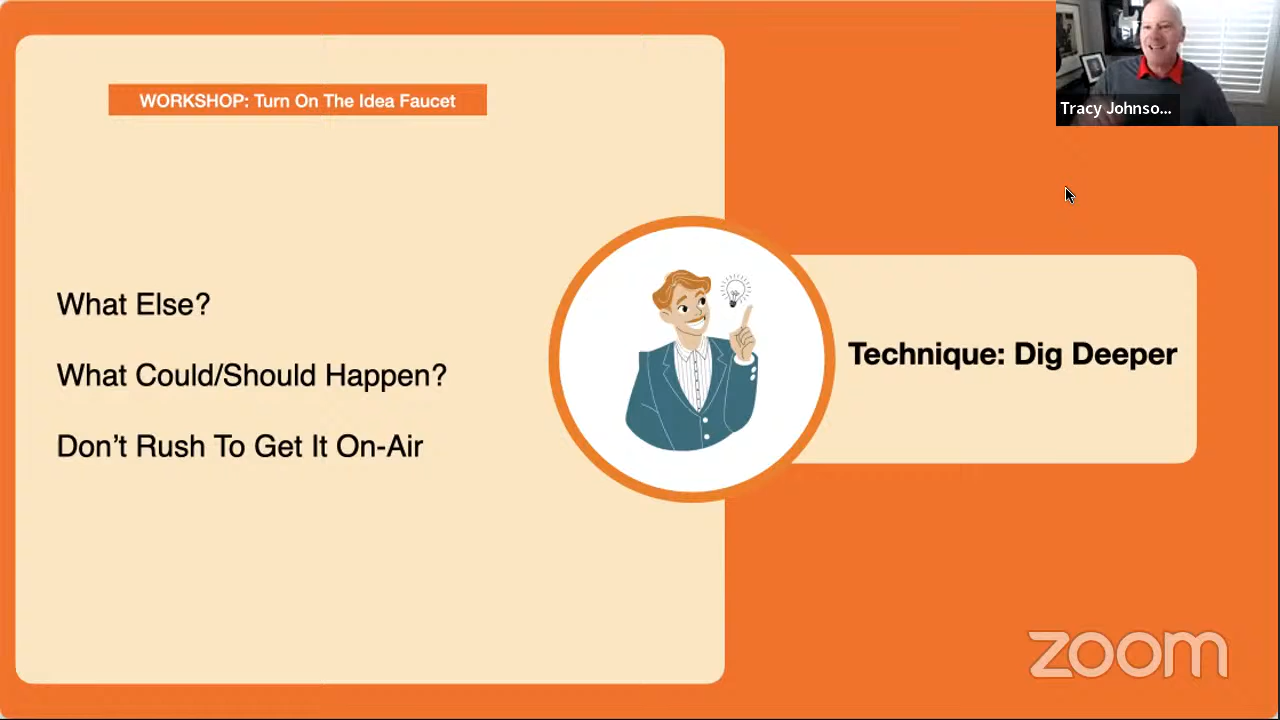 WORKSHOP: Turn On The Idea Faucet
Tracy Johnso...
What Else?
What Could/Should Happen?
Don’t Rush To Get It On-Air
Technique: Dig Deeper
zoom